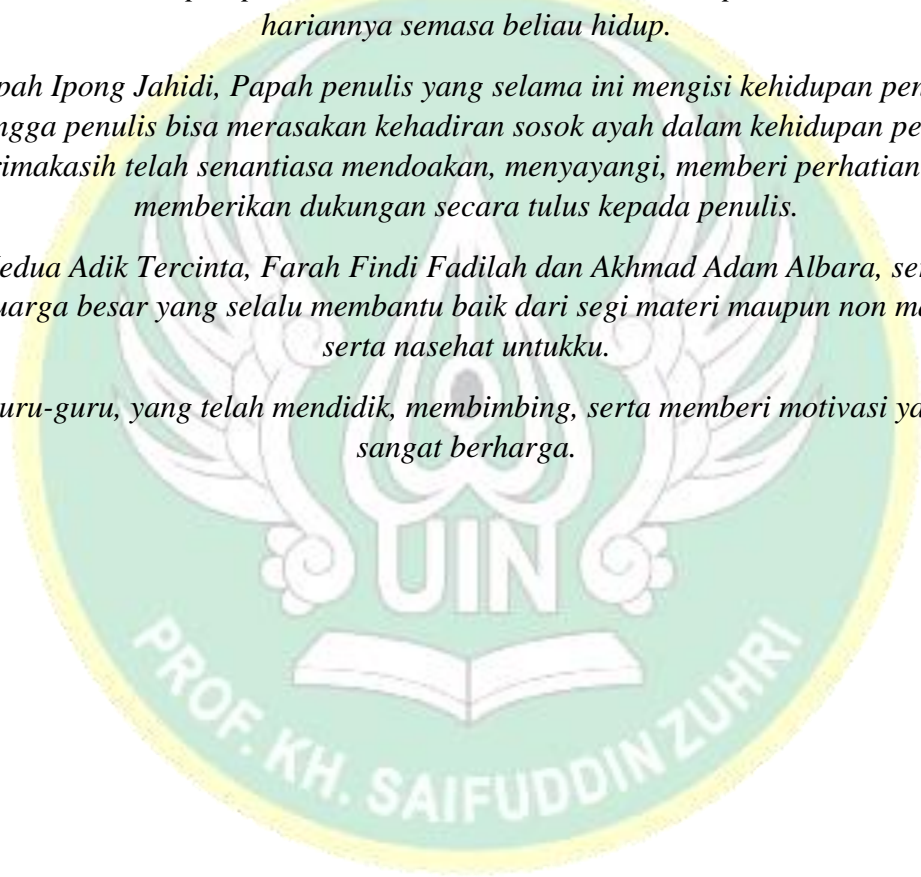 hariannya semasa beliau hidup.
pah Ipong Jahidi, Papah penulis yang selama ini mengisi kehidupan pen
ngga penulis bisa merasakan kehadiran sosok ayah dalam kehidupan pe
rimakasih telah senantiasa mendoakan, menyayangi, memberi perhatian
memberikan dukungan secara tulus kepada penulis.
edua Adik Tercinta, Farah Findi Fadilah dan Akhmad Adam Albara, ser
uarga besar yang selalu membantu baik dari segi materi maupun non ma
serta nasehat untukku.
uru-guru, yang telah mendidik, membimbing, serta memberi motivasi ya
sangat berharga.
UIN
PROF. KH. SAIFUDDIN ZUHRI